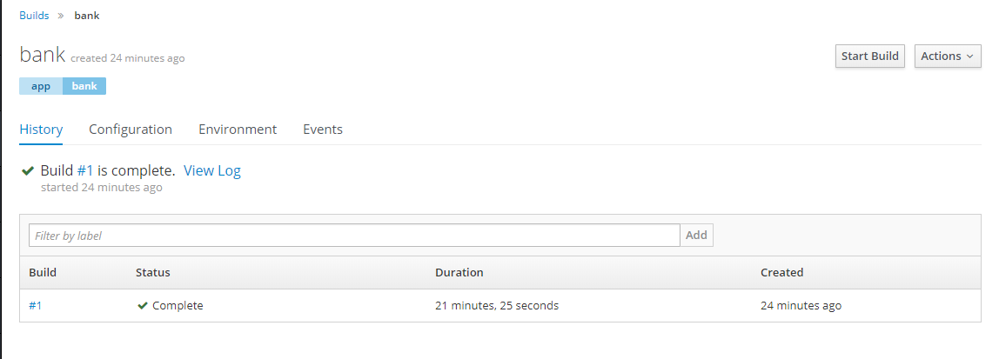 Builds » bank
bank created 24 minutes ago
Start Build Actions
app bank
History Configuration Environment Events
Build #1 is complete. View Log
started 24 minutes ago
Filter by label Add
Build Status Duration Created
#1 Complete 21 minutes, 25 seconds 24 minutes ago